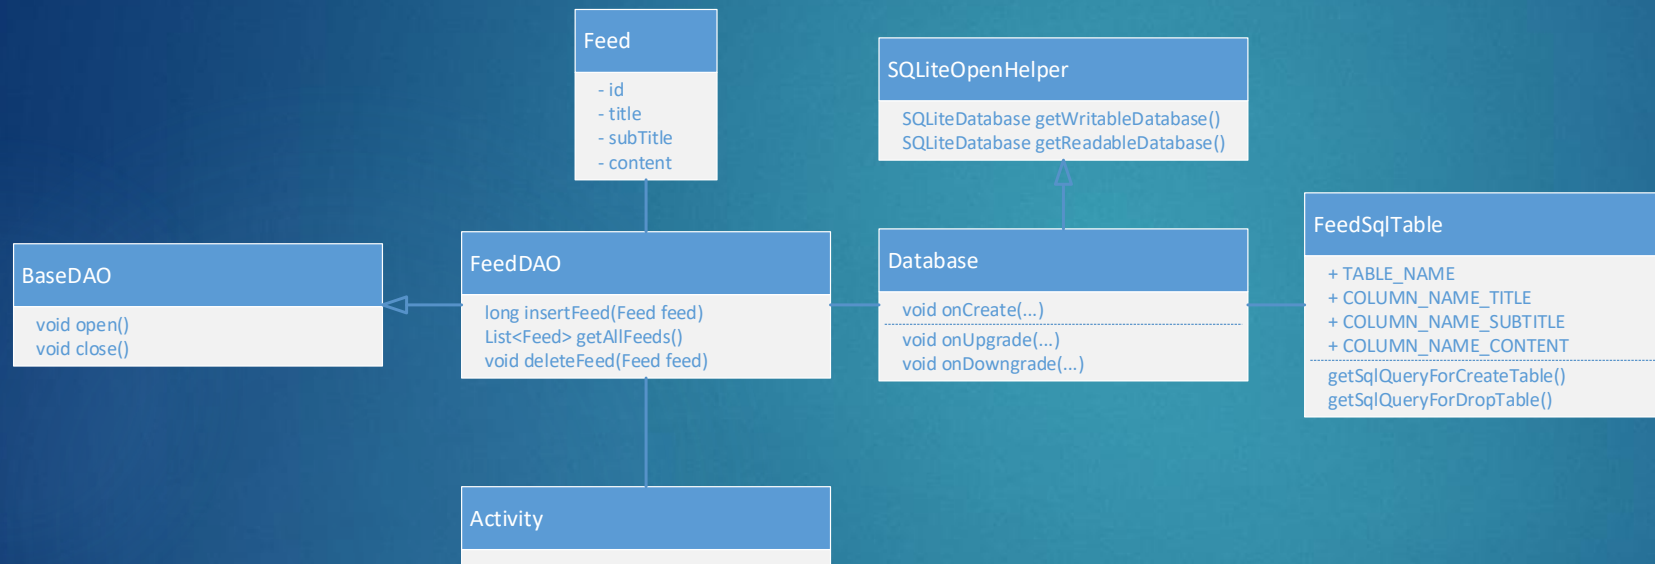 Feed
- id
- title
- subTitle
- content
SQLiteOpenHelper
SQLiteDatabase getWritableDatabase()
SQLiteDatabase getReadableDatabase()
BaseDAO
void open()
void close()
FeedDAO
long insertFeed(Feed feed)
List<Feed> getAllFeeds()
void deleteFeed(Feed feed)
Database
void onCreate(...)
void onUpgrade(...)
void onDowngrade(...)
FeedSqlTable
+ TABLE_NAME
+ COLUMN_NAME_TITLE
+ COLUMN_NAME_SUBTITLE
+ COLUMN_NAME_CONTENT
getSqlQueryForCreateTable()
getSqlQueryForDropTable()
Activity